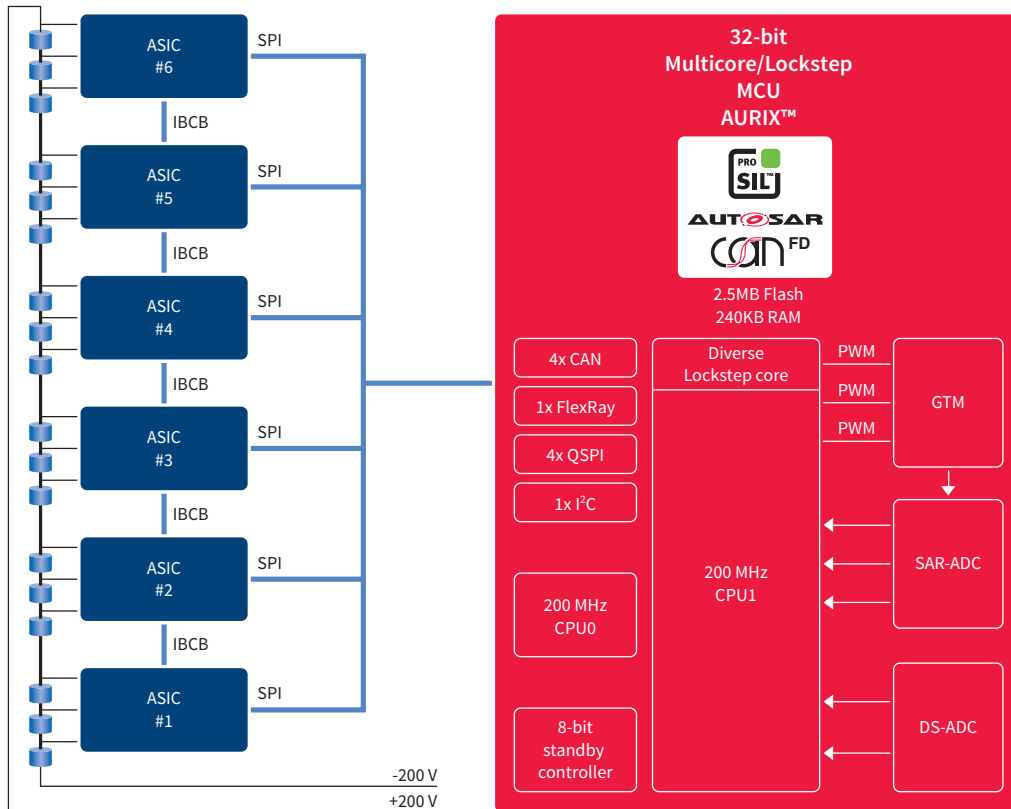 ASIC
#6
SPI
IBCB
ASIC
#5
SPI
IBCB
ASIC
#4
SPI
IBCB
ASIC
#3
SPI
IBCB
ASIC
#2
SPI
IBCB
ASIC
#1
SPI
-200 V
+200 V
32-bit
Multicore/Lockstep
MCU
AURIX™
PRO
SIL™
AUTOSAR
CAN FD
2.5MB Flash
240KB RAM
4x CAN
1x FlexRay
4x QSPI
1x I²C
200 MHz
CPU0
8-bit
standby
controller
Diverse
Lockstep core
200 MHz
CPU1
PWM
PWM
PWM
GTM
SAR-ADC
DS-ADC